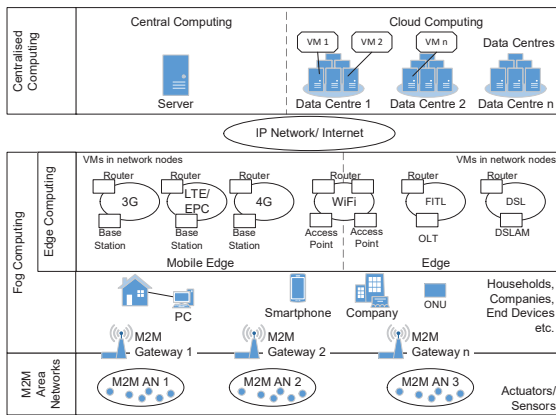 Centralised
Computing
Central Computing
Cloud Computing
VM 1
VM 2
VM n
Data Centres
Server
Data Centre 1
Data Centre 2
Data Centre n
IP Network/ Internet
Fog Computing
Edge Computing
VMs in network nodes
VMs in network nodes
Router
Router
Router
Router
Router
Router
3G
LTE/
EPC
4G
WiFi
FITL
DSL
Base
Station
Base
Station
Base
Station
Access
Point
Access
Point
OLT
DSLAM
Mobile Edge
Edge
PC
Smartphone
Company
ONU
Households,
Companies,
End Devices
etc.
M2M
Gateway 1
M2M
Gateway 2
M2M
Gateway n
M2M
Area
Networks
M2M AN 1
M2M AN 2
M2M AN 3
Actuators/
Sensors